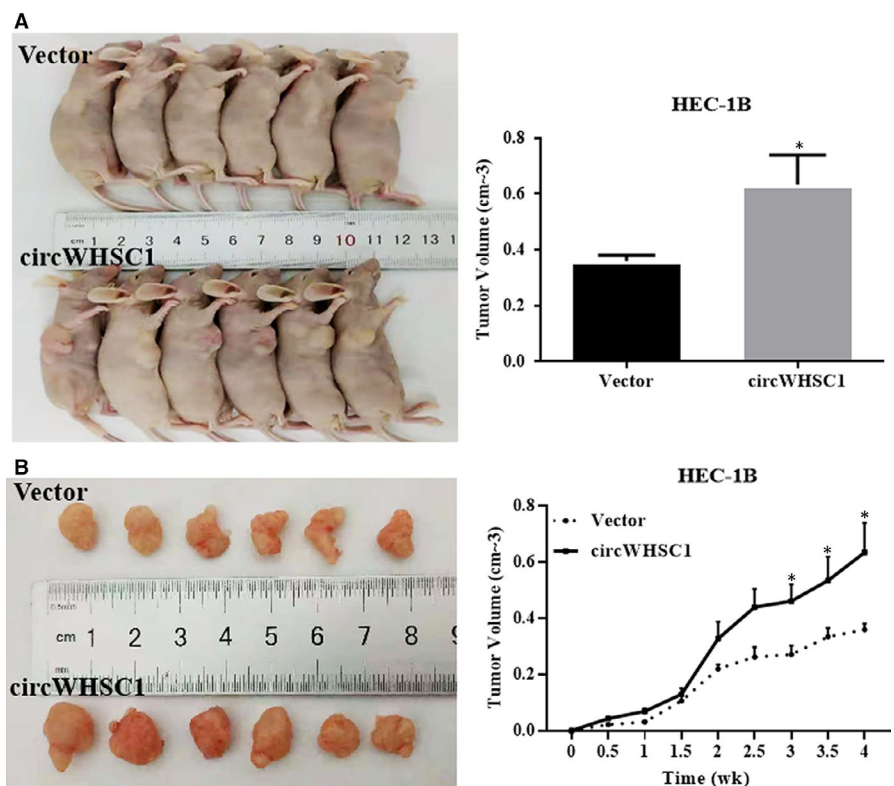 A
Vector
cm 1 2 3 4 5 6 7 8 9 10 11 12 13
circWHSC1
HEC-1B
Tumor Volume (cm~3)
0.8
0.6
0.4
0.2
0.0
*
Vector circWHSC1
B
Vector
0.5mm
cm 1 2 3 4 5 6 7 8 9
mm
circWHSC1
HEC-1B
Tumor Volume (cm~3)
0.8
0.6
0.4
0.2
0.0
Vector
circWHSC1
* * *
0 0.5 1 1.5 2 2.5 3 3.5 4
Time (wk)